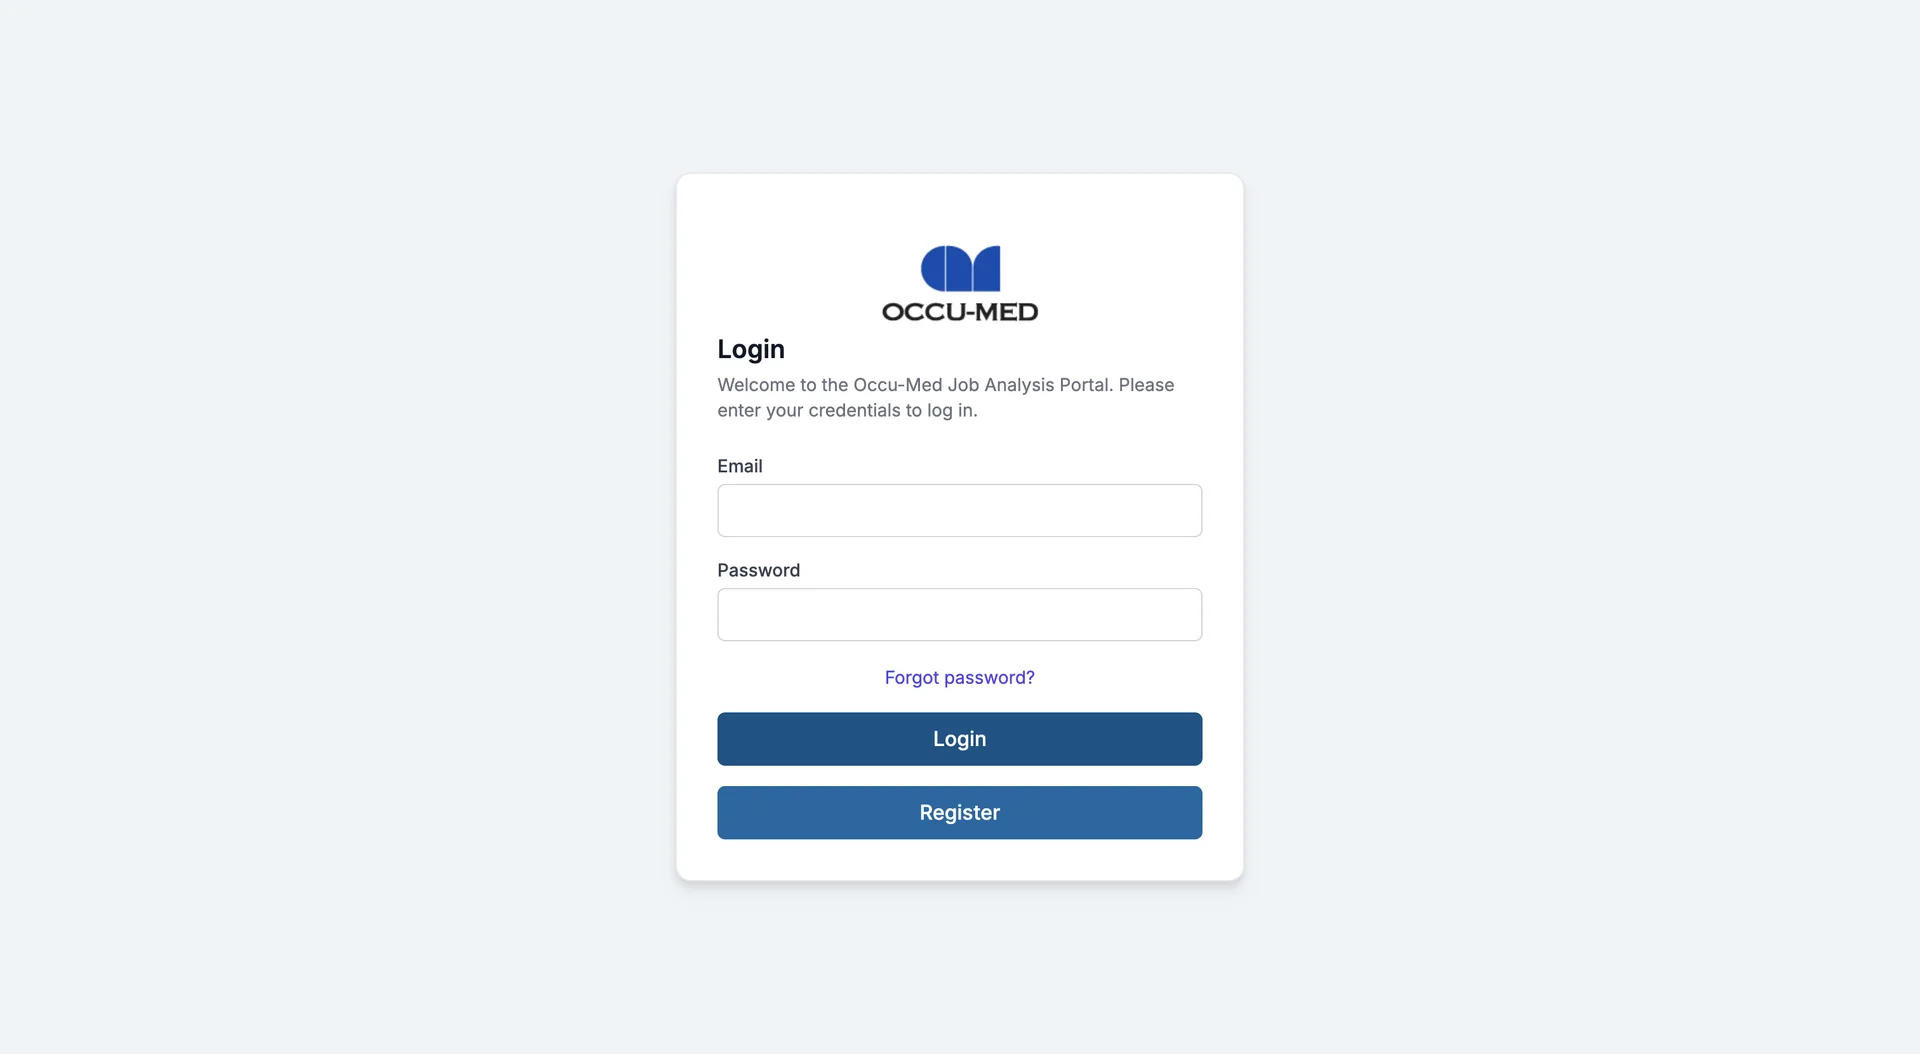 OCCU-MED
Login
Welcome to the Occu-Med Job Analysis Portal. Please
enter your credentials to log in.
Email
Password
Forgot password?
Login
Register